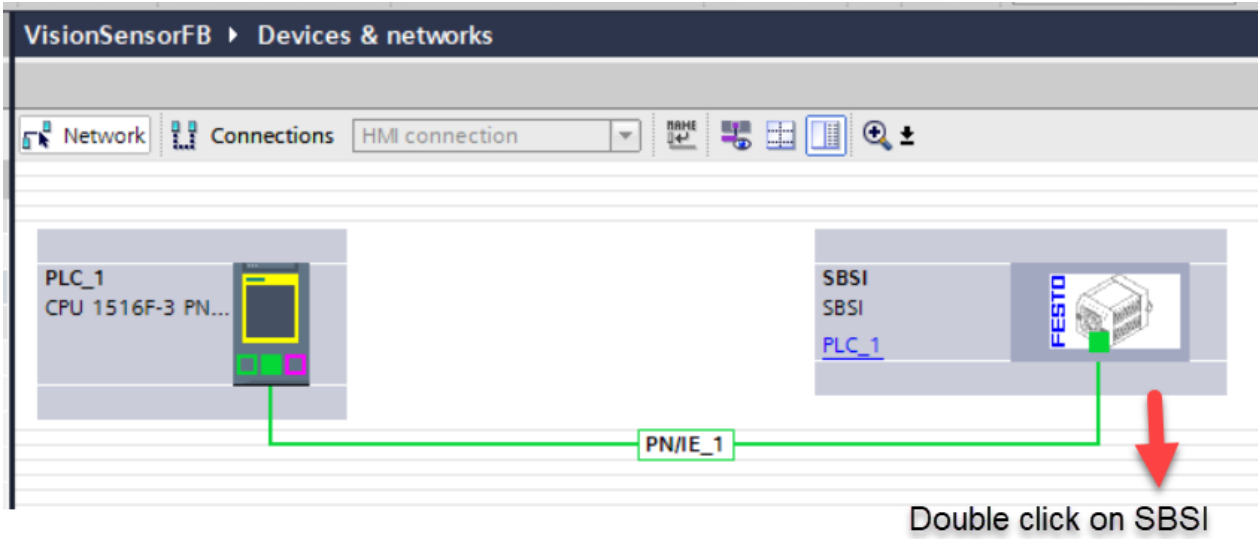 VisionSensorFB ▸ Devices & networks
Network Connections HMI connection
NAME
PLC_1
CPU 1516F-3 PN...
SBSI
SBSI
PLC_1
FESTO
PN/IE_1
Double click on SBSI